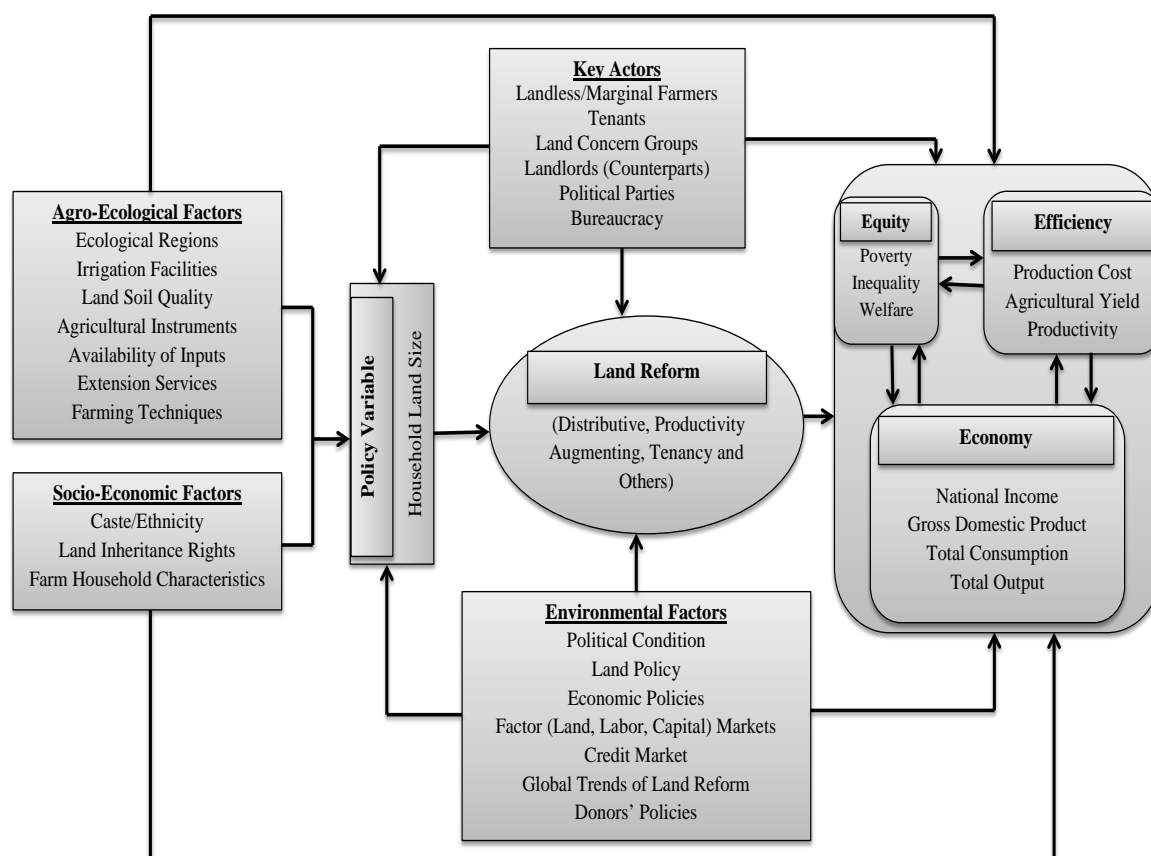 Key Actors
Landless/Marginal Farmers
Tenants
Land Concern Groups
Landlords (Counterparts)
Political Parties
Bureaucracy
Agro-Ecological Factors
Ecological Regions
Irrigation Facilities
Land Soil Quality
Agricultural Instruments
Availability of Inputs
Extension Services
Farming Techniques
Socio-Economic Factors
Caste/Ethnicity
Land Inheritance Rights
Farm Household Characteristics
Policy Variable
Household Land Size
Land Reform
(Distributive, Productivity
Augmenting, Tenancy and
Others)
Environmental Factors
Political Condition
Land Policy
Economic Policies
Factor (Land, Labor, Capital) Markets
Credit Market
Global Trends of Land Reform
Donors’ Policies
Equity
Poverty
Inequality
Welfare
Efficiency
Production Cost
Agricultural Yield
Productivity
Economy
National Income
Gross Domestic Product
Total Consumption
Total Output